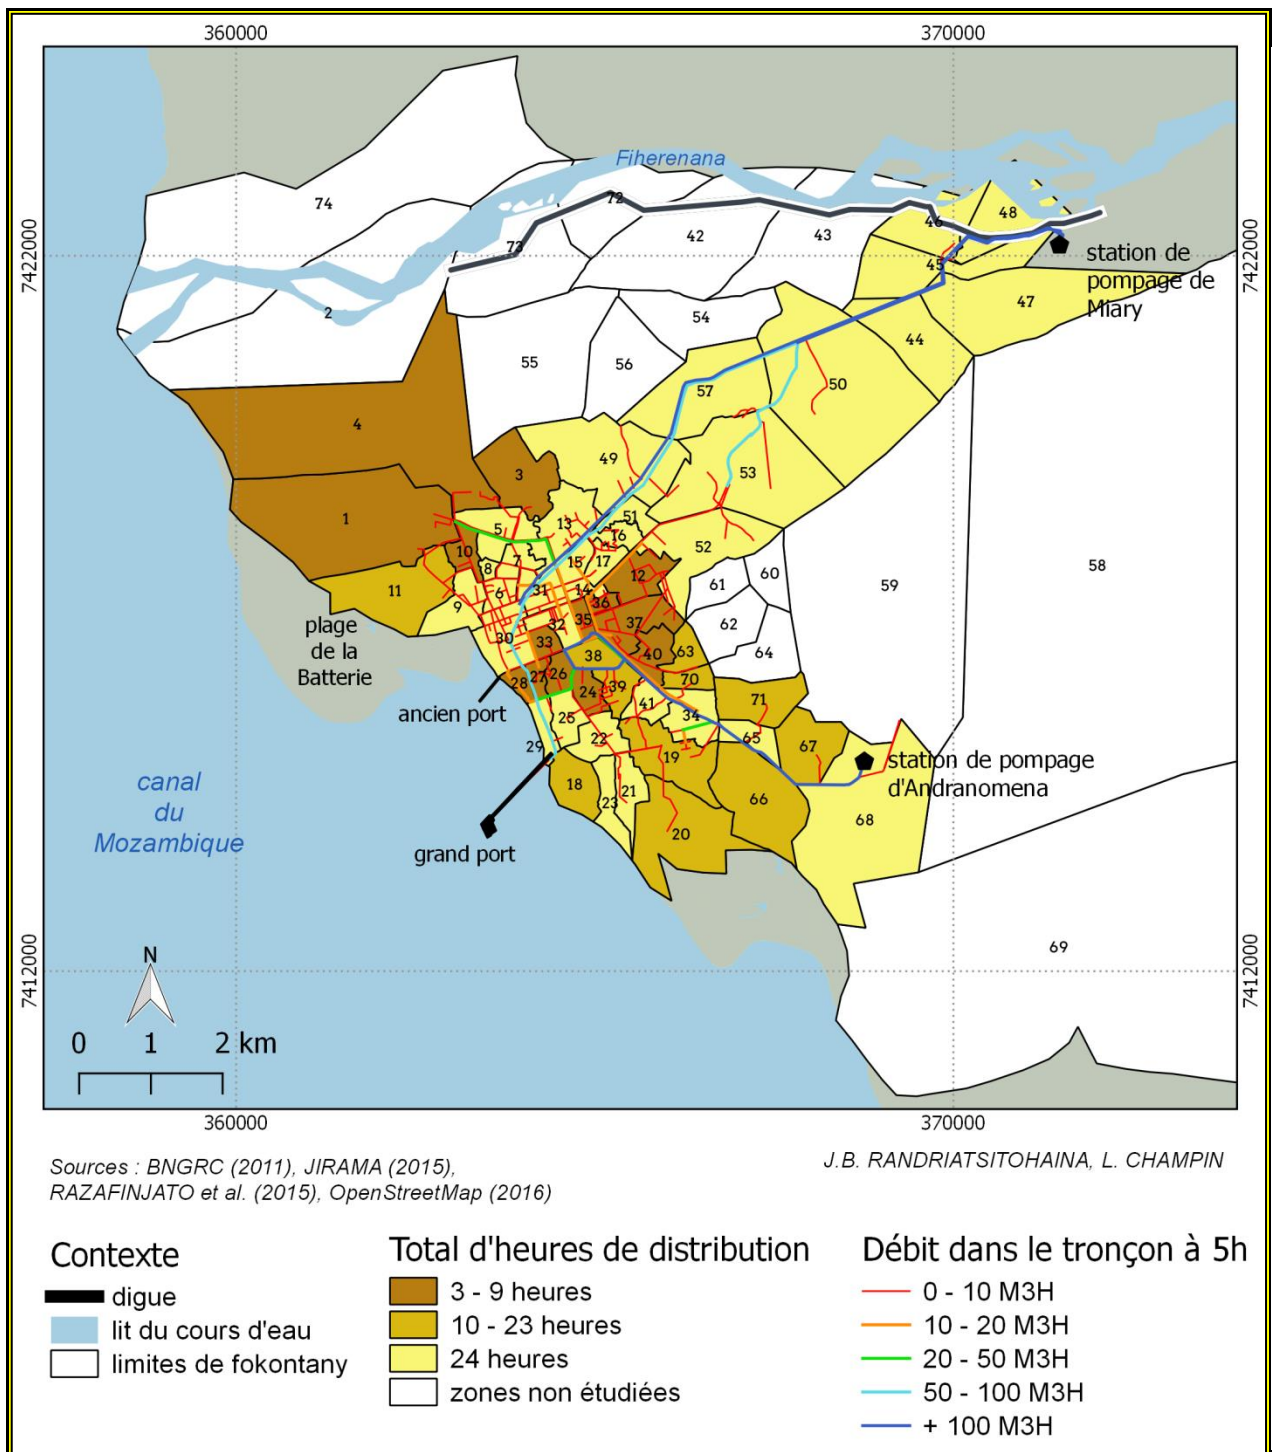 360000
370000
Fiherenana
74
72
48
46
73
42
43
7422000
7422000
45
station de
pompage de
Miary
47
2
54
44
55
56
57
50
4
49
53
3
1
51
13
5
16
52
58
59
10
7
15
17
60
8
12
61
11
14
6
31
36
9
35
37
62
plage
de la
Batterie
30
32
33
38
40
63
64
26
27
28
24
39
70
71
41
ancien port
25
34
22
65
67
29
19
station de pompage
d'Andranomena
canal
du
Mozambique
18
21
23
66
68
20
grand port
69
7412000
7412000
N
0 1 2 km
360000
370000
Sources : BNGRC (2011), JIRAMA (2015),
RAZAFINJATO et al. (2015), OpenStreetMap (2016)
J.B. RANDRIATSITOHAINA, L. CHAMPIN
Contexte
digue
lit du cours d'eau
limites de fokontany
Total d'heures de distribution
3 - 9 heures
10 - 23 heures
24 heures
zones non étudiées
Débit dans le tronçon à 5h
0 - 10 M3H
10 - 20 M3H
20 - 50 M3H
50 - 100 M3H
+ 100 M3H